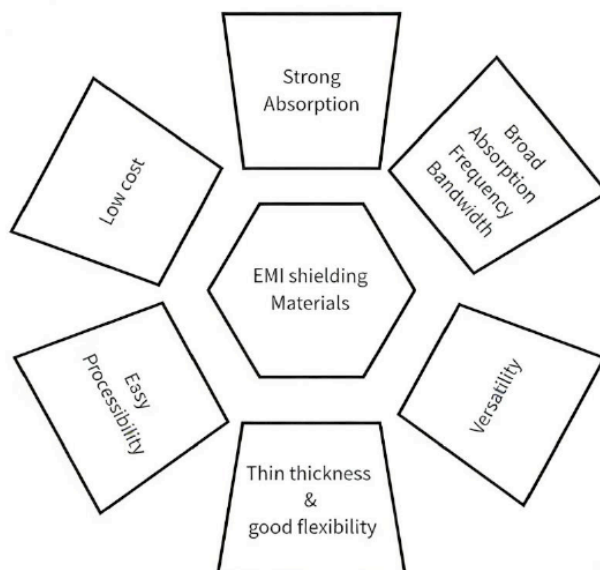 Strong
Absorption
Broad
Absorption
Frequency
Bandwidth
Low cost
EMI shielding
Materials
Easy
Processibility
Versatility
Thin thickness
&
good flexibility